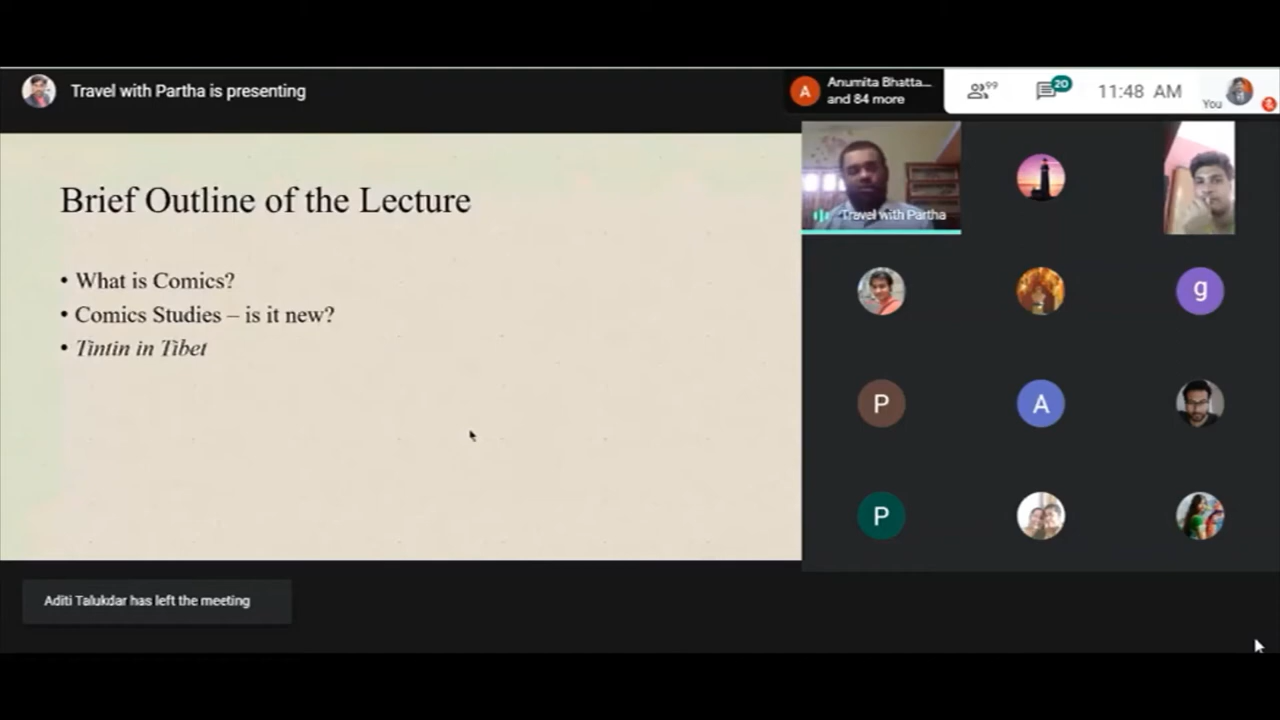 Travel with Partha is presenting
A
Anumita Bhatta...
and 84 more
99
20
11:48 AM
You
Brief Outline of the Lecture
• What is Comics?
• Comics Studies – is it new?
• Tintin in Tibet
Travel with Partha
g
P
A
P
Aditi Talukdar has left the meeting